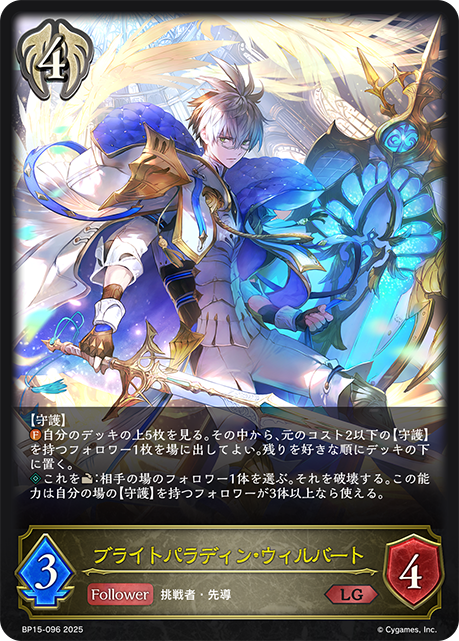 4
【守護】
F自分のデッキの上5枚を見る。その中から、元のコスト2以下の【守護】
を持つフォロワー1枚を場に出してよい。残りを好きな順にデッキの下
に置く。
これを:相手の場のフォロワー1体を選ぶ。それを破壊する。この能
力は自分の場の【守護】を持つフォロワーが3体以上なら使える。
ブライトパラディン・ウィルバート
3
Follower 挑戦者・先導 LG
4
BP15-096 2025 © Cygames, Inc.